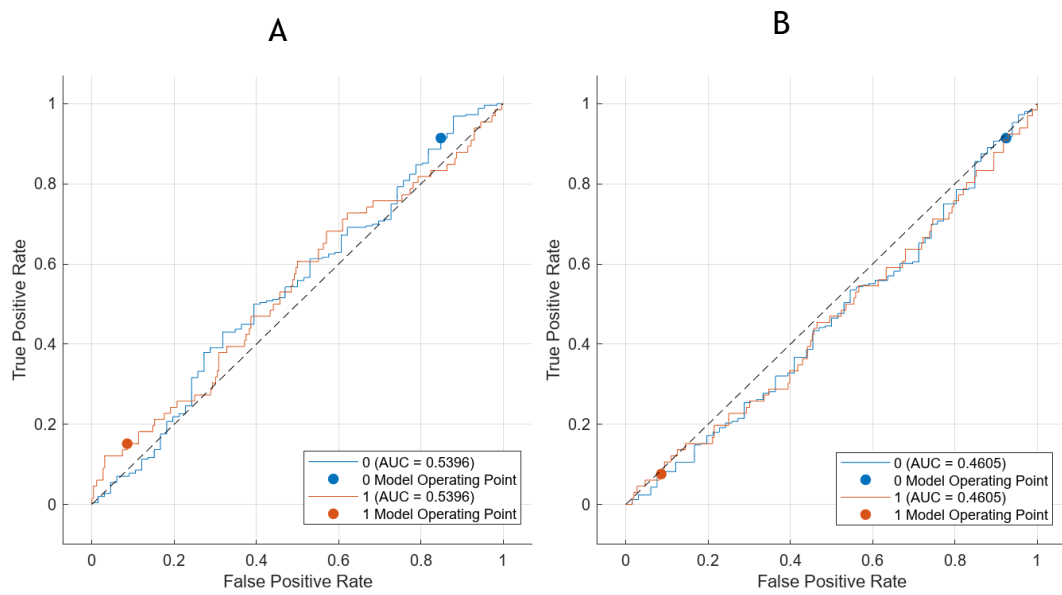 A
True Positive Rate
1
0.8
0.6
0.4
0.2
0
0 (AUC = 0.5396)
0 Model Operating Point
1 (AUC = 0.5396)
1 Model Operating Point
0 0.2 0.4 0.6 0.8 1
False Positive Rate
B
True Positive Rate
1
0.8
0.6
0.4
0.2
0
0 (AUC = 0.4605)
0 Model Operating Point
1 (AUC = 0.4605)
1 Model Operating Point
0 0.2 0.4 0.6 0.8 1
False Positive Rate